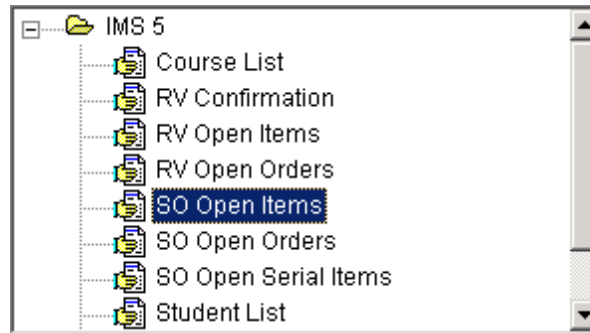 IMS 5
Course List
RV Confirmation
RV Open Items
RV Open Orders
SO Open Items
SO Open Orders
SO Open Serial Items
Student List